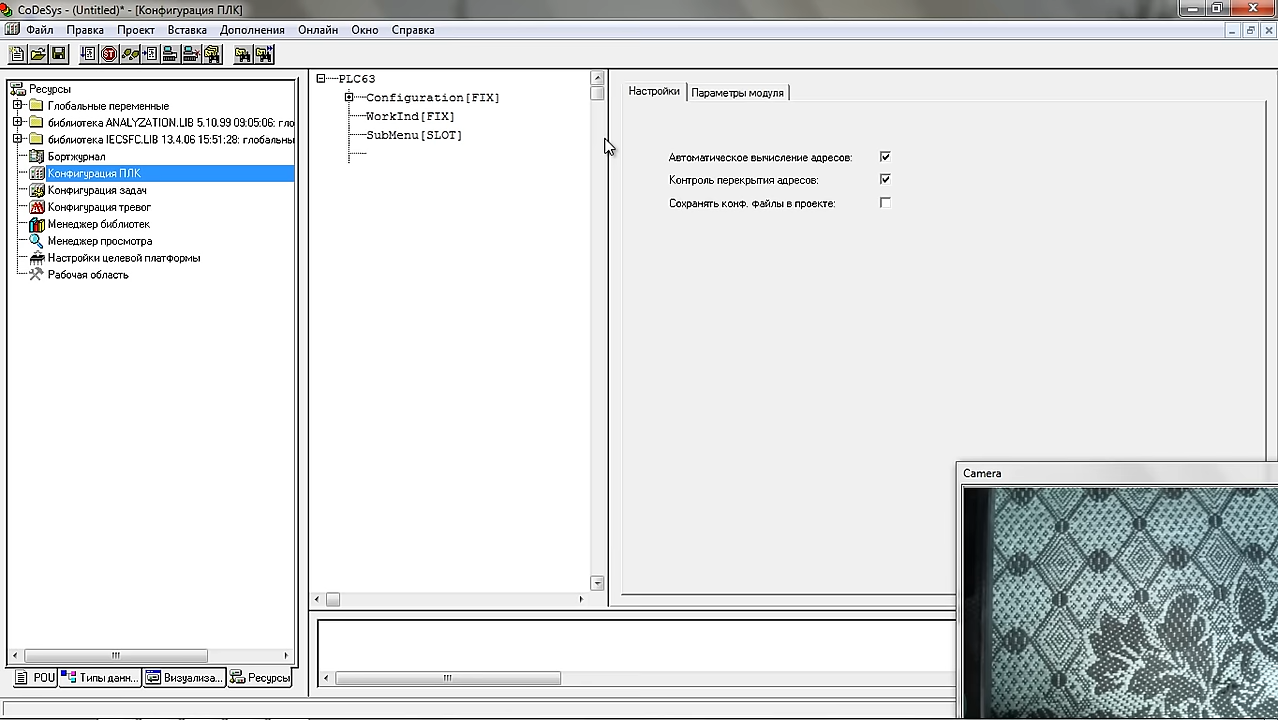 CoDeSys - (Untitled)* - [Конфигурация ПЛК]
Файл Правка Проект Вставка Дополнения Онлайн Окно Справка
Ресурсы
Глобальные переменные
библиотека ANALYZATION.LIB 5.10.99 09:05:06: гло
библиотека IECSFC.LIB 13.4.06 15:51:28: глобальны
Бортжурнал
Конфигурация ПЛК
Конфигурация задач
Конфигурация тревог
Менеджер библиотек
Менеджер просмотра
Настройки целевой платформы
Рабочая область
POU Типы данн... Визуализа... Ресурсы
PLC63
Configuration[FIX]
WorkInd[FIX]
SubMenu[SLOT]
Настройки Параметры модуля
Автоматическое вычисление адресов:
Контроль перекрытия адресов:
Сохранять конф. файлы в проекте:
Camera